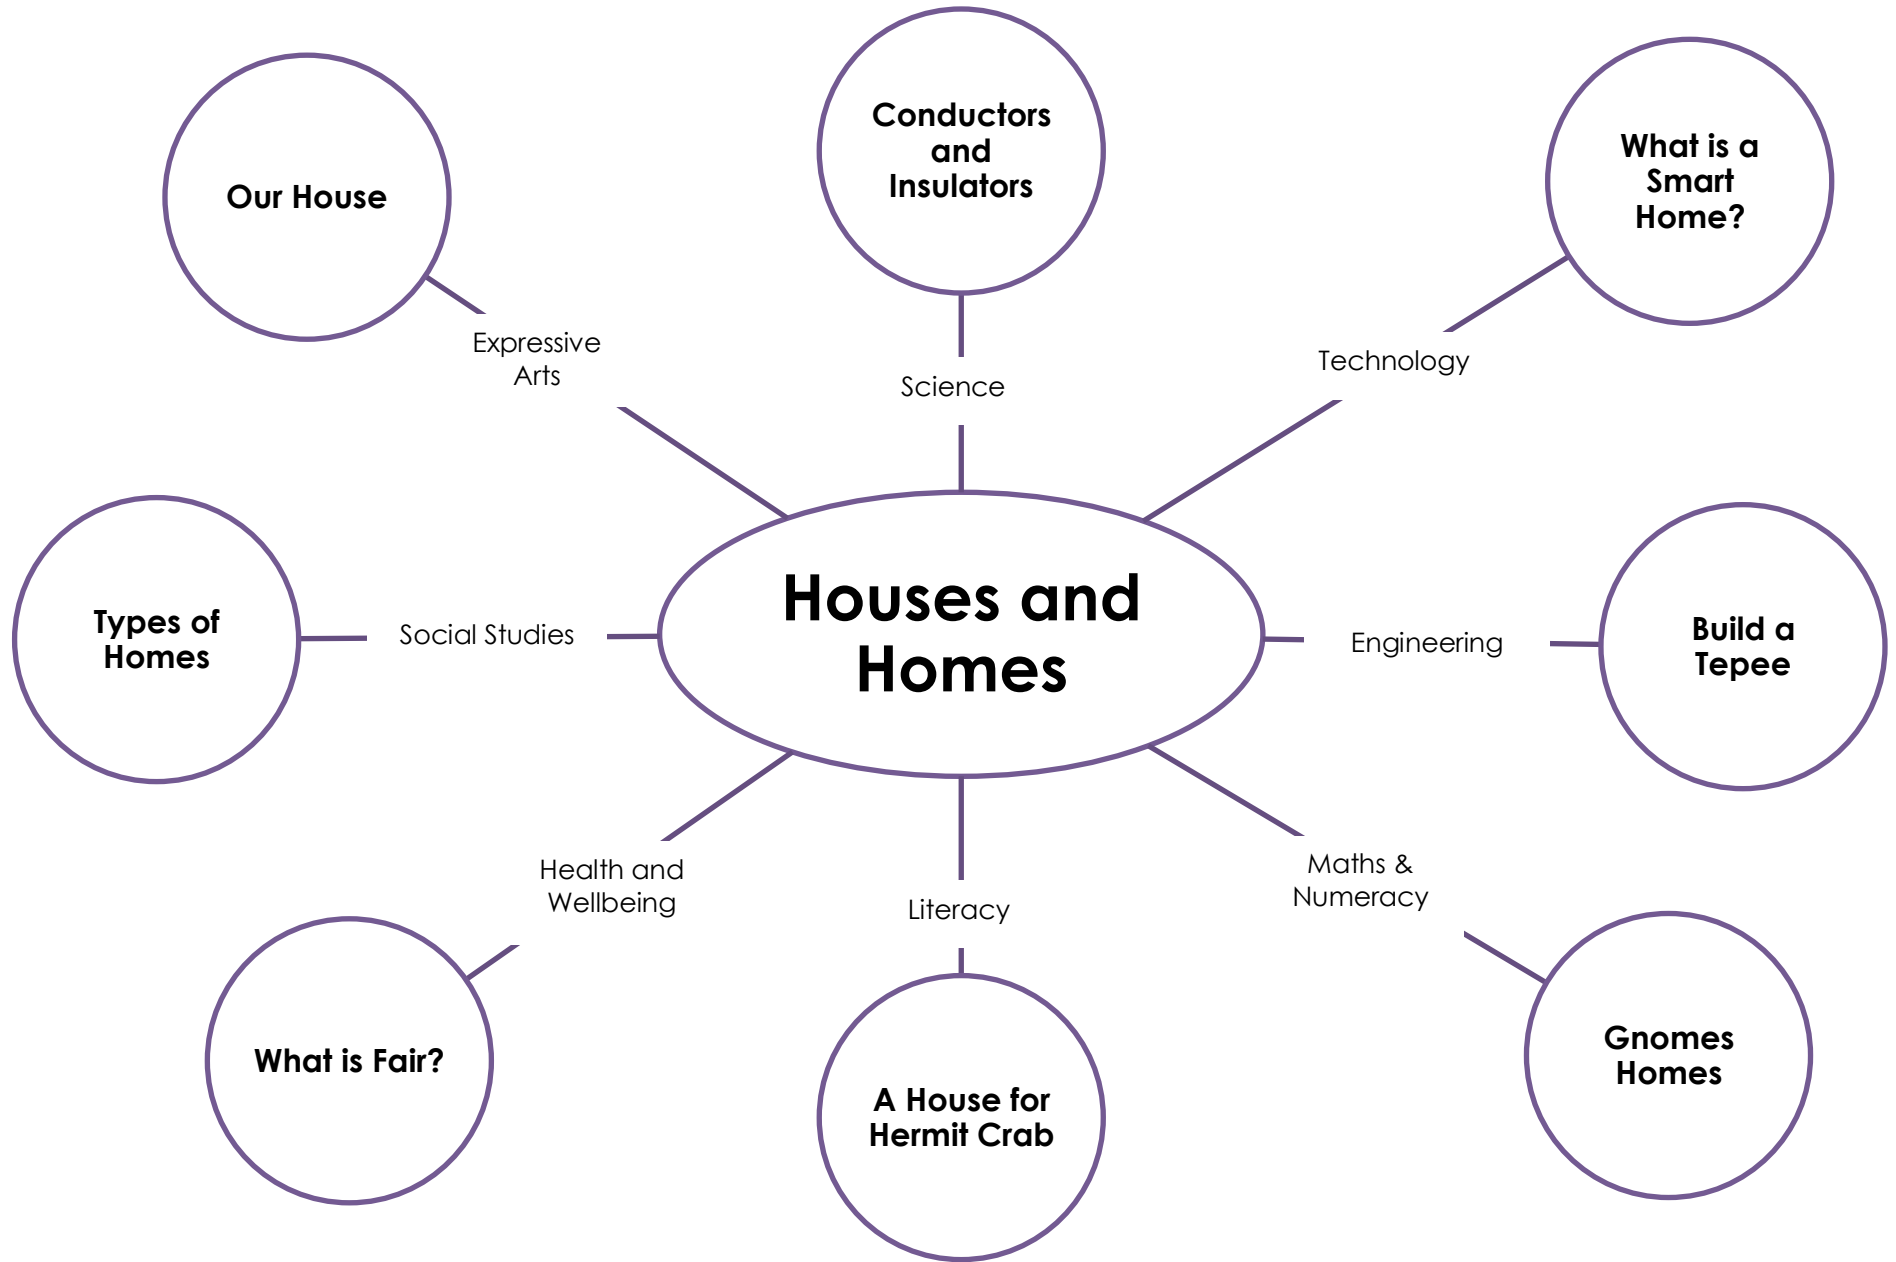 Conductors
and
Insulators
What is a
Smart
Home?
Our House
Expressive
Arts
Science
Technology
Houses and
Homes
Types of
Homes
Social Studies
Engineering
Build a
Tepee
Health and
Wellbeing
Literacy
Maths &
Numeracy
What is Fair?
A House for
Hermit Crab
Gnomes
Homes